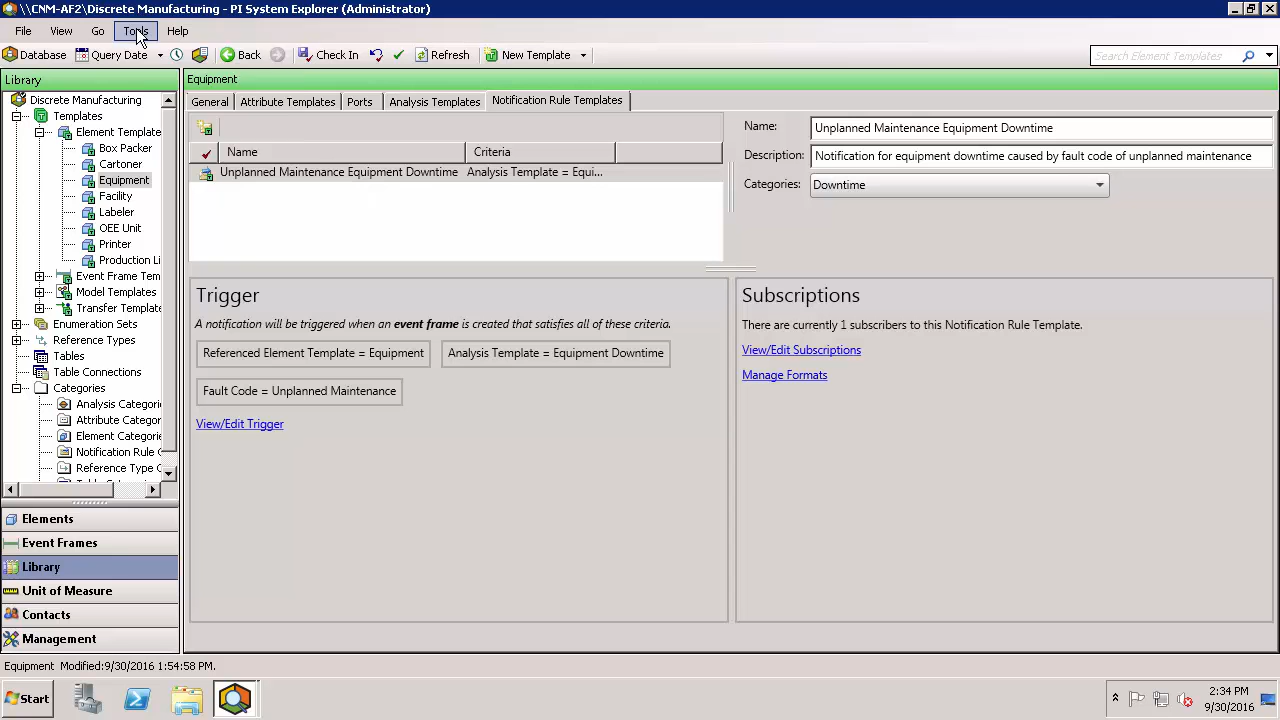 \\CNM-AF2\Discrete Manufacturing - PI System Explorer (Administrator)
File View Go Tools Help
Database Query Date Back Check In Refresh New Template Search Element Templates
Library
Equipment
Discrete Manufacturing
Templates
Element Template
Box Packer
Cartoner
Equipment
Facility
Labeler
OEE Unit
Printer
Production Li
Event Frame Tem
Model Templates
Transfer Template
Enumeration Sets
Reference Types
Tables
Table Connections
Categories
Analysis Categori
Attribute Categor
Element Categorie
Notification Rule C
Reference Type C
Elements
Event Frames
Library
Unit of Measure
Contacts
Management
General Attribute Templates Ports Analysis Templates Notification Rule Templates
Name Criteria
Unplanned Maintenance Equipment Downtime Analysis Template = Equi...
Name: Unplanned Maintenance Equipment Downtime
Description: Notification for equipment downtime caused by fault code of unplanned maintenance
Categories: Downtime
Trigger
A notification will be triggered when an event frame is created that satisfies all of these criteria.
Referenced Element Template = Equipment Analysis Template = Equipment Downtime
Fault Code = Unplanned Maintenance
View/Edit Trigger
Subscriptions
There are currently 1 subscribers to this Notification Rule Template.
View/Edit Subscriptions
Manage Formats
Equipment Modified:9/30/2016 1:54:58 PM.
Start
2:34 PM
9/30/2016